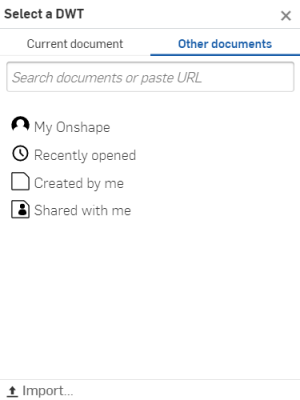 Select a DWT
Current document
Other documents
Search documents or paste URL
My Onshape
Recently opened
Created by me
Shared with me
Import...